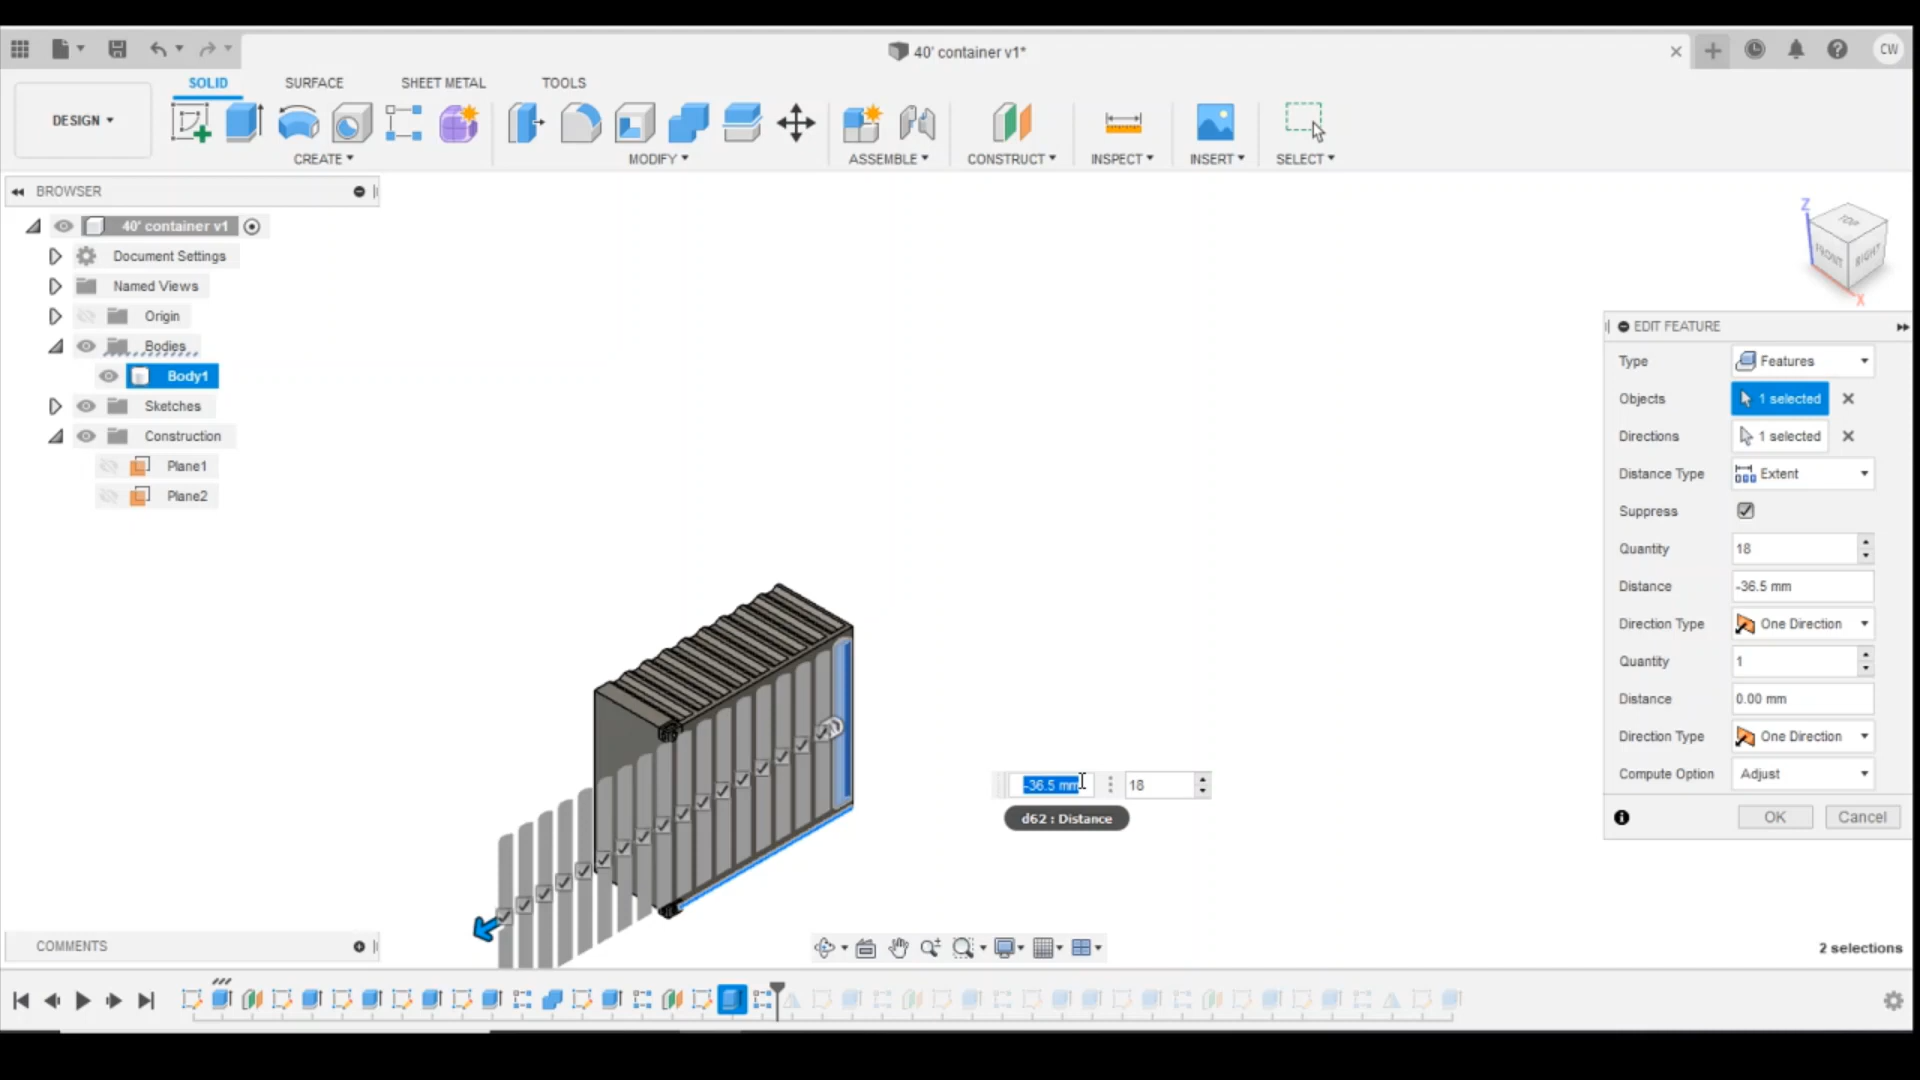 40' container v1*
CW
SOLID
SURFACE
SHEET METAL
TOOLS
DESIGN
CREATE
MODIFY
ASSEMBLE
CONSTRUCT
INSPECT
INSERT
SELECT
BROWSER
40' container v1
Document Settings
Named Views
Origin
Bodies
Body1
Sketches
Construction
Plane1
Plane2
Z
TOP
FRONT
RIGHT
X
EDIT FEATURE
Type Features
Objects 1 selected
Directions 1 selected
Distance Type Extent
Suppress
Quantity 18
Distance -36.5 mm
Direction Type One Direction
Quantity 1
Distance 0.00 mm
Direction Type One Direction
Compute Option Adjust
OK Cancel
-36.5 mm 18
d62 : Distance
COMMENTS
2 selections